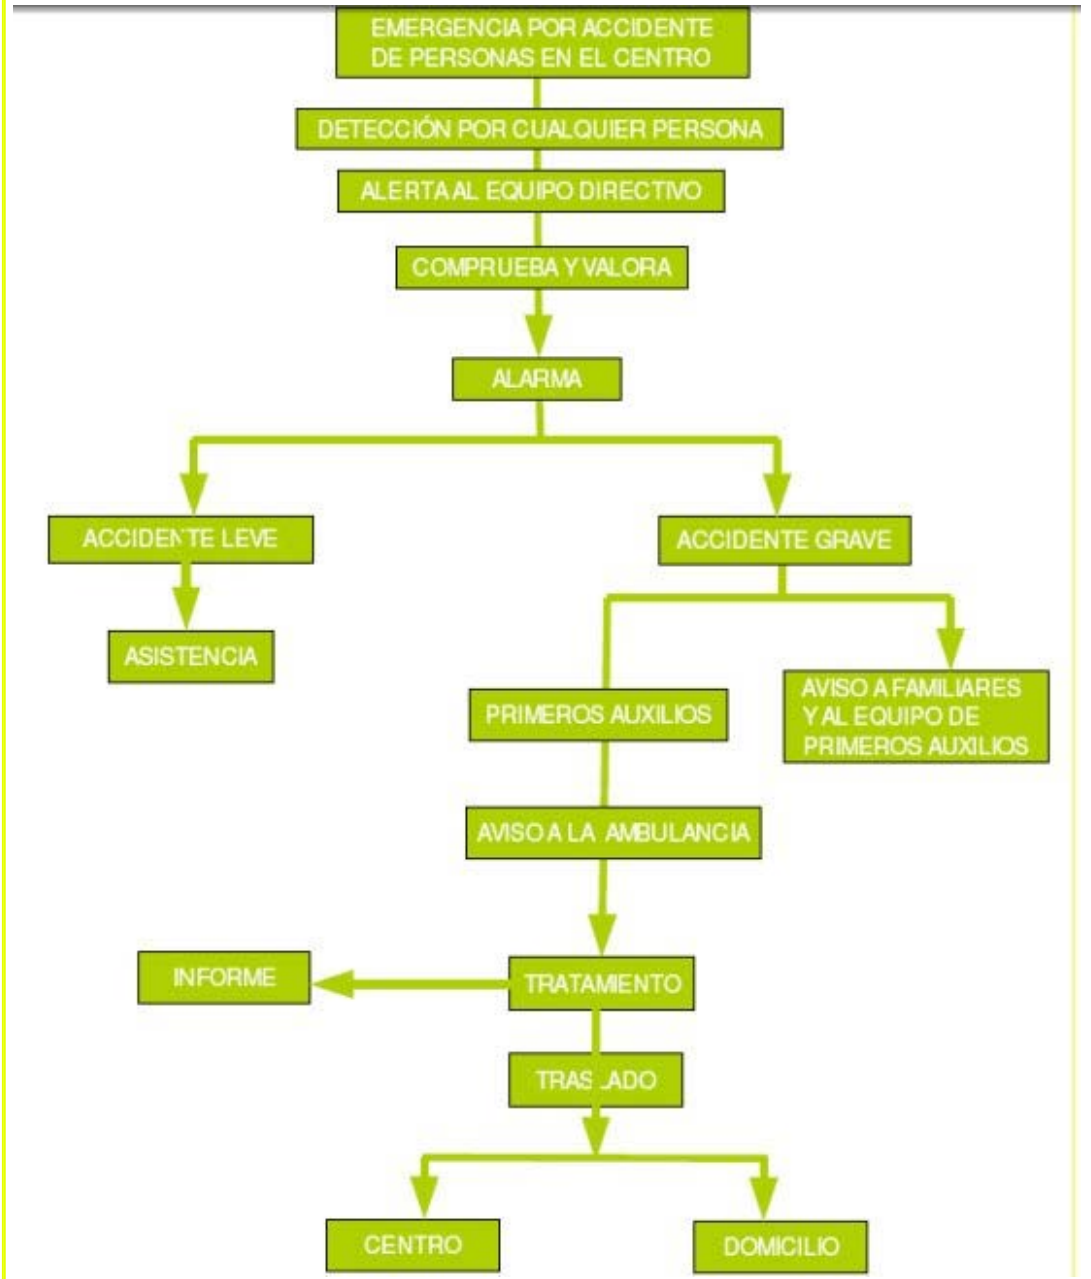 EMERGENCIA POR ACCIDENTE
DE PERSONAS EN EL CENTRO
DETECCIÓN POR CUALQUIER PERSONA
ALERTA AL EQUIPO DIRECTIVO
COMPRUEBA Y VALORA
ALARMA
ACCIDENTE LEVE
ACCIDENTE GRAVE
ASISTENCIA
PRIMEROS AUXILIOS
AVISO A FAMILIARES
Y AL EQUIPO DE
PRIMEROS AUXILIOS
AVISO A LA AMBULANCIA
INFORME
TRATAMIENTO
TRASLADO
CENTRO
DOMICILIO